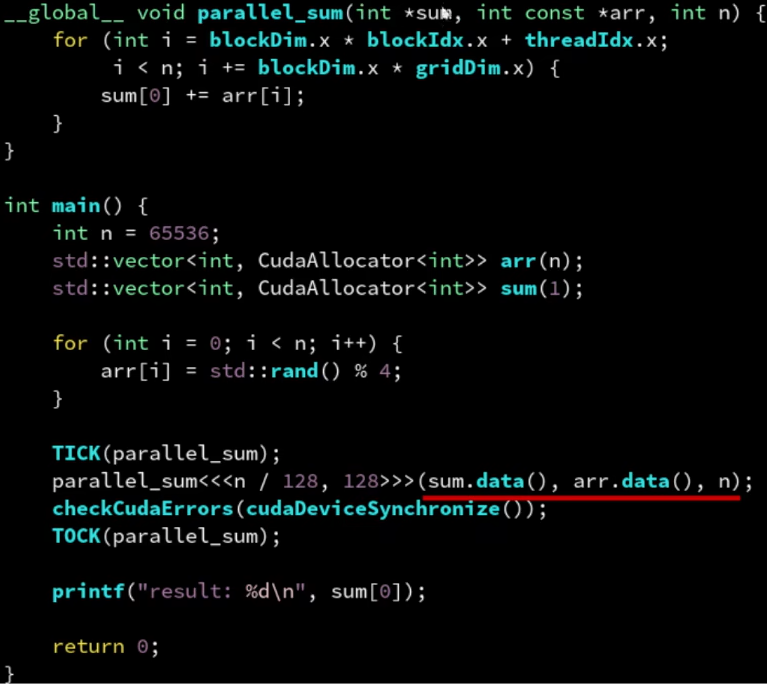 __global__ void parallel_sum(int *sum, int const *arr, int n) {
    for (int i = blockDim.x * blockIdx.x + threadIdx.x;
         i < n; i += blockDim.x * gridDim.x) {
        sum[0] += arr[i];
    }
}

int main() {
    int n = 65536;
    std::vector<int, CudaAllocator<int>> arr(n);
    std::vector<int, CudaAllocator<int>> sum(1);

    for (int i = 0; i < n; i++) {
        arr[i] = std::rand() % 4;
    }

    TICK(parallel_sum);
    parallel_sum<<<n / 128, 128>>>(sum.data(), arr.data(), n);
    checkCudaErrors(cudaDeviceSynchronize());
    TOCK(parallel_sum);

    printf("result: %d\n", sum[0]);

    return 0;
}